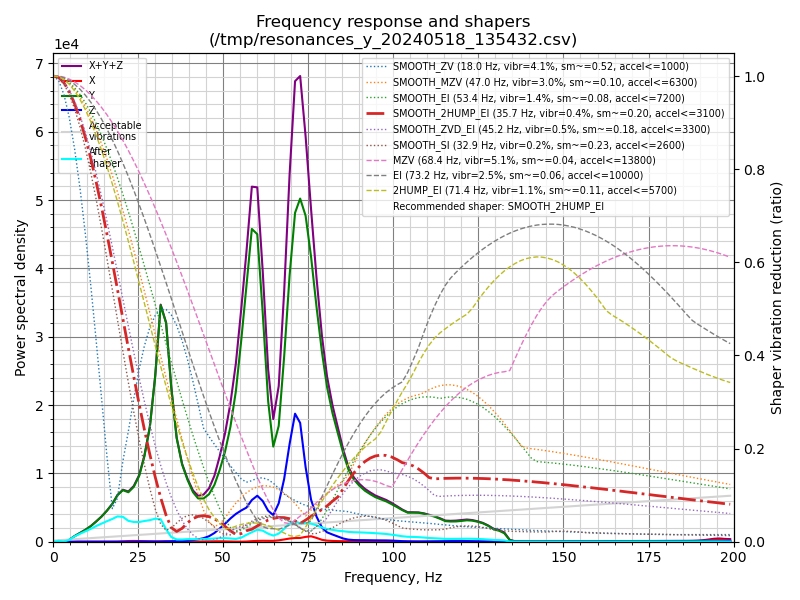 Frequency response and shapers
(/tmp/resonances_y_20240518_135432.csv)
1e4
X+Y+Z
X
Y
Z
Acceptable
vibrations
After
shaper
SMOOTH_ZV (18.0 Hz, vibr=4.1%, sm~=0.52, accel<=1000)
SMOOTH_MZV (47.0 Hz, vibr=3.0%, sm~=0.10, accel<=6300)
SMOOTH_EI (53.4 Hz, vibr=1.4%, sm~=0.08, accel<=7200)
SMOOTH_2HUMP_EI (35.7 Hz, vibr=0.4%, sm~=0.20, accel<=3100)
SMOOTH_ZVD_EI (45.2 Hz, vibr=0.5%, sm~=0.18, accel<=3300)
SMOOTH_SI (32.9 Hz, vibr=0.2%, sm~=0.23, accel<=2600)
MZV (68.4 Hz, vibr=5.1%, sm~=0.04, accel<=13800)
EI (73.2 Hz, vibr=2.5%, sm~=0.06, accel<=10000)
2HUMP_EI (71.4 Hz, vibr=1.1%, sm~=0.11, accel<=5700)
Recommended shaper: SMOOTH_2HUMP_EI
7
6
5
4
3
2
1
0
Power spectral density
1.0
0.8
0.6
0.4
0.2
0.0
Shaper vibration reduction (ratio)
0 25 50 75 100 125 150 175 200
Frequency, Hz